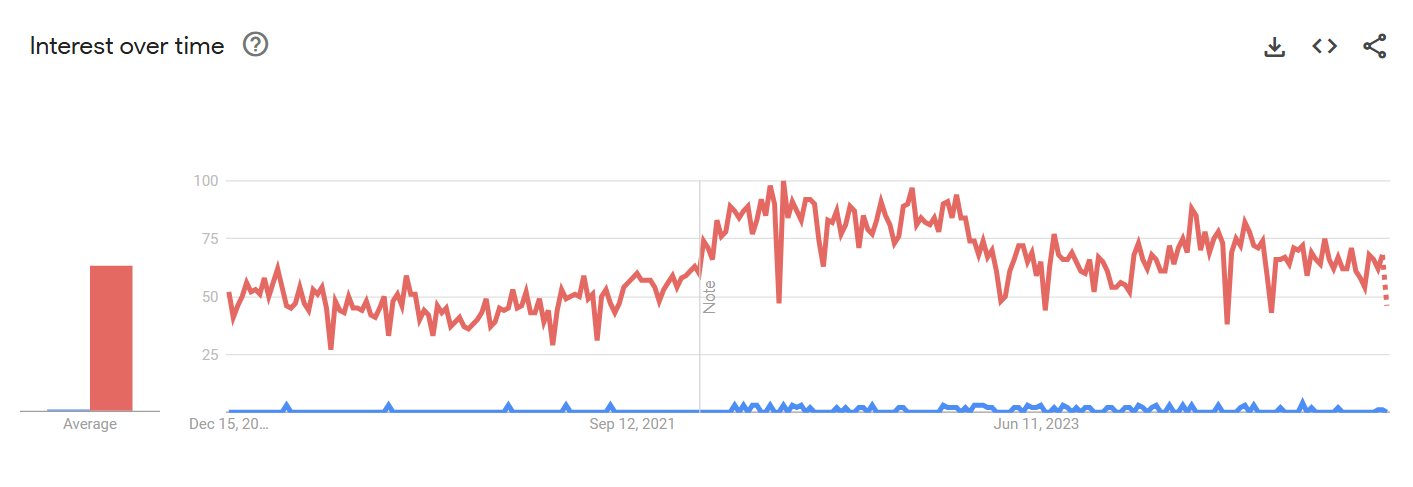 Interest over time
100
75
50
25
Note
Average
Dec 15, 20...
Sep 12, 2021
Jun 11, 2023